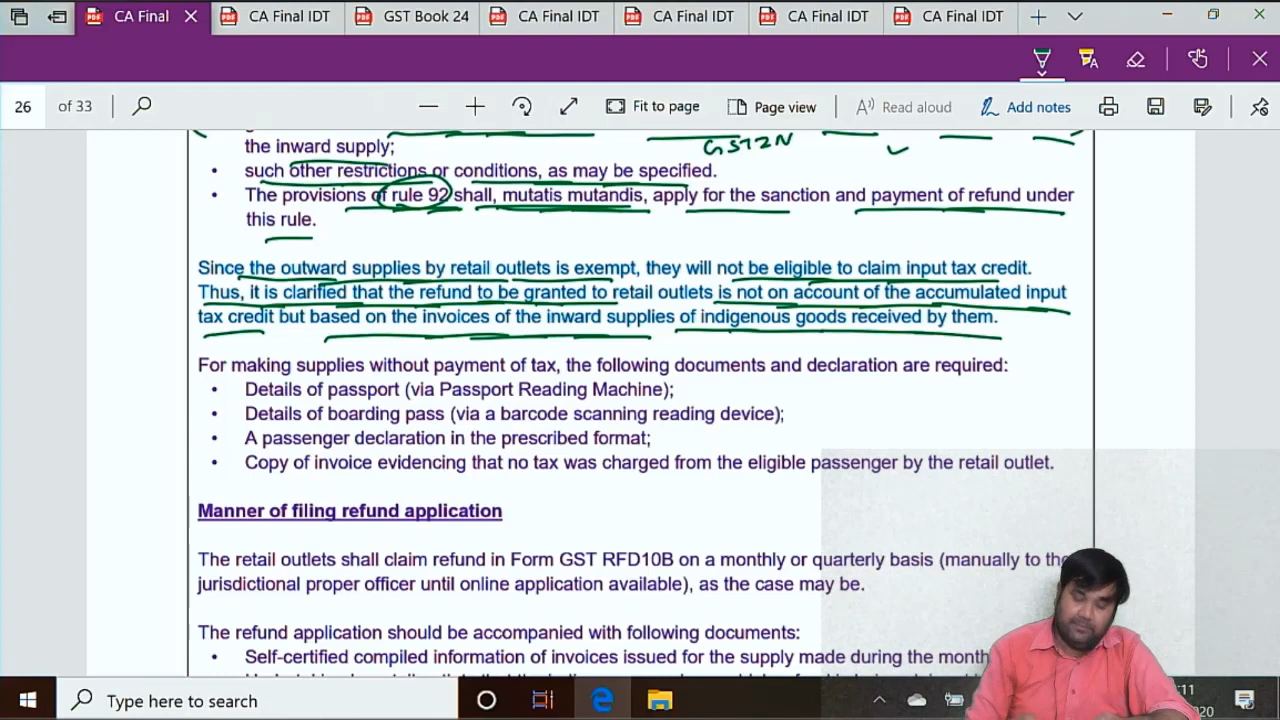 CA Final
CA Final IDT
GST Book 24
CA Final IDT
CA Final IDT
CA Final IDT
CA Final IDT
26 of 33
Fit to page
Page view
Read aloud
Add notes
the inward supply;
GST2N
• such other restrictions or conditions, as may be specified.
• The provisions of rule 92 shall, mutatis mutandis, apply for the sanction and payment of refund under
this rule.
Since the outward supplies by retail outlets is exempt, they will not be eligible to claim input tax credit.
Thus, it is clarified that the refund to be granted to retail outlets is not on account of the accumulated input
tax credit but based on the invoices of the inward supplies of indigenous goods received by them.
For making supplies without payment of tax, the following documents and declaration are required:
• Details of passport (via Passport Reading Machine);
• Details of boarding pass (via a barcode scanning reading device);
• A passenger declaration in the prescribed format;
• Copy of invoice evidencing that no tax was charged from the eligible passenger by the retail outlet.
Manner of filing refund application
The retail outlets shall claim refund in Form GST RFD10B on a monthly or quarterly basis (manually to the
jurisdictional proper officer until online application available), as the case may be.
The refund application should be accompanied with following documents:
• Self-certified compiled information of invoices issued for the supply made during the month
Type here to search